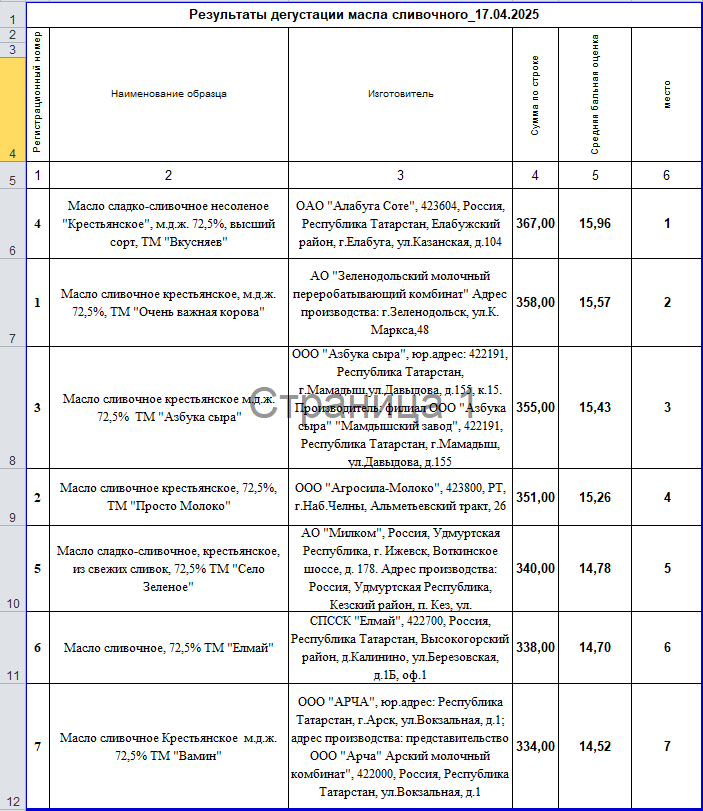 1
Результаты дегустации масла сливочного_17.04.2025
2
3
4
Регистрационный номер
Наименование образца
Изготовитель
Сумма по строке
Средняя бальная оценка
место
5
1
2
3
4
5
6
6
4
Масло сладко-сливочное несоленое
"Крестьянское", м.д.ж. 72,5%, высший
сорт, ТМ "Вкусняев"
ОАО "Алабуга Соте", 423604, Россия,
Республика Татарстан, Елабужский
район, г.Елабуга, ул.Казанская, д.104
367,00
15,96
1
7
1
Масло сливочное крестьянское, м.д.ж.
72,5%, ТМ "Очень важная корова"
АО "Зеленодольский молочный
переробатывающий комбинат" Адрес
производства: г.Зеленодольск, ул.К.
Маркса,48
358,00
15,57
2
8
3
Масло сливочное крестьянское м.д.ж.
72,5% ТМ "Азбука сыра"
ООО "Азбука сыра", юр.адрес: 422191,
Республика Татарстан,
г.Мамадыш,ул.Давыдова, д.155, к.15.
Производитель: филиал ООО "Азбука
сыра" "Мамдышский завод", 422191,
Республика Татарстан, г.Мамадыш,
ул.Давыдова, д.155
355,00
15,43
3
Страница 1
9
2
Масло сливочное крестьянское, 72,5%,
ТМ "Просто Молоко"
ООО "Агросила-Молоко", 423800, РТ,
г.Наб.Челны, Альметьевский тракт, 26
351,00
15,26
4
10
5
Масло сладко-сливочное, крестьянское,
из свежих сливок, 72,5% ТМ "Село
Зеленое"
АО "Милком", Россия, Удмуртская
Республика, г. Ижевск, Воткинское
шоссе, д. 178. Адрес производства:
Россия, Удмуртская Республика,
Кезский район, п. Кез, ул.
340,00
14,78
5
11
6
Масло сливочное, 72,5% ТМ "Елмай"
СПССК "Елмай", 422700, Россия,
Республика Татарстан, Высокогорский
район, д.Калинино, ул.Березовская,
д.1Б, оф.1
338,00
14,70
6
12
7
Масло сливочное Крестьянское м.д.ж.
72,5% ТМ "Вамин"
ООО "АРЧА", юр.адрес: Республика
Татарстан, г.Арск, ул.Вокзальная, д.1;
адрес производства: представительство
ООО "Арча" Арский молочный
комбинат", 422000, Россия, Республика
Татарстан, ул.Вокзальная, д.1
334,00
14,52
7